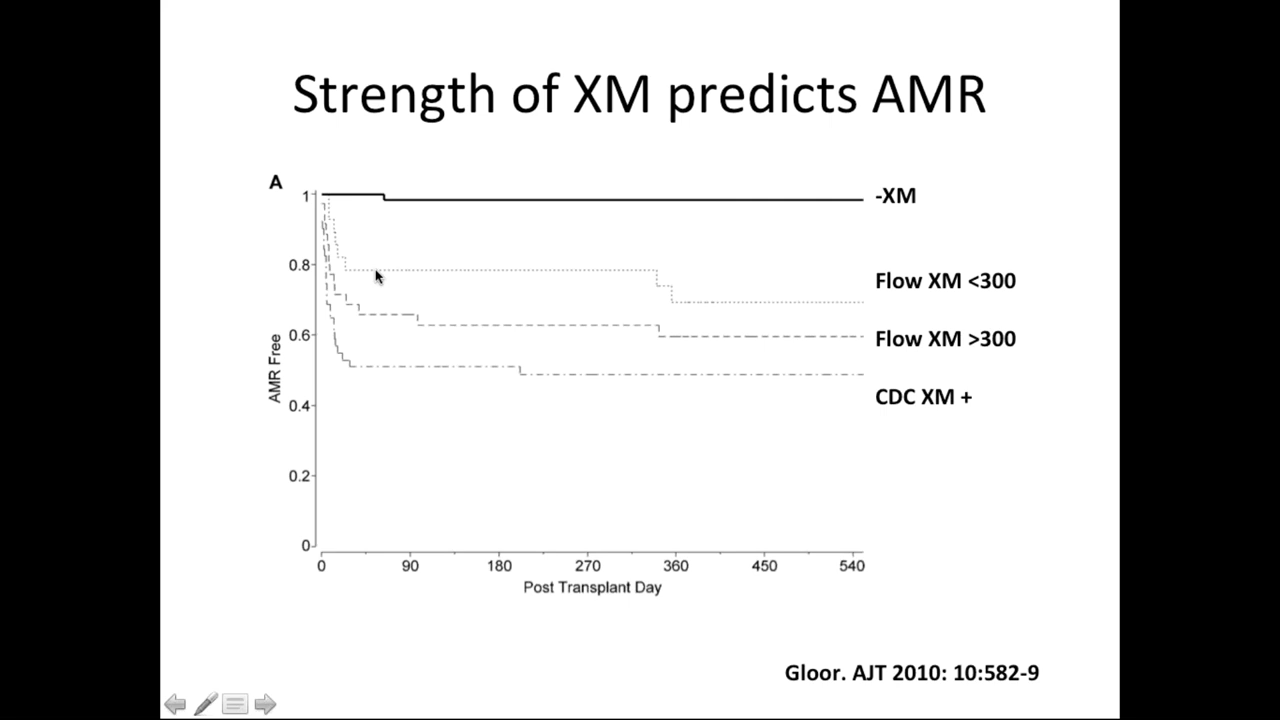 Strength of XM predicts AMR
A
1
0.8
0.6
0.4
0.2
0
AMR Free
0 90 180 270 360 450 540
Post Transplant Day
-XM
Flow XM <300
Flow XM >300
CDC XM +
Gloor. AJT 2010: 10:582-9